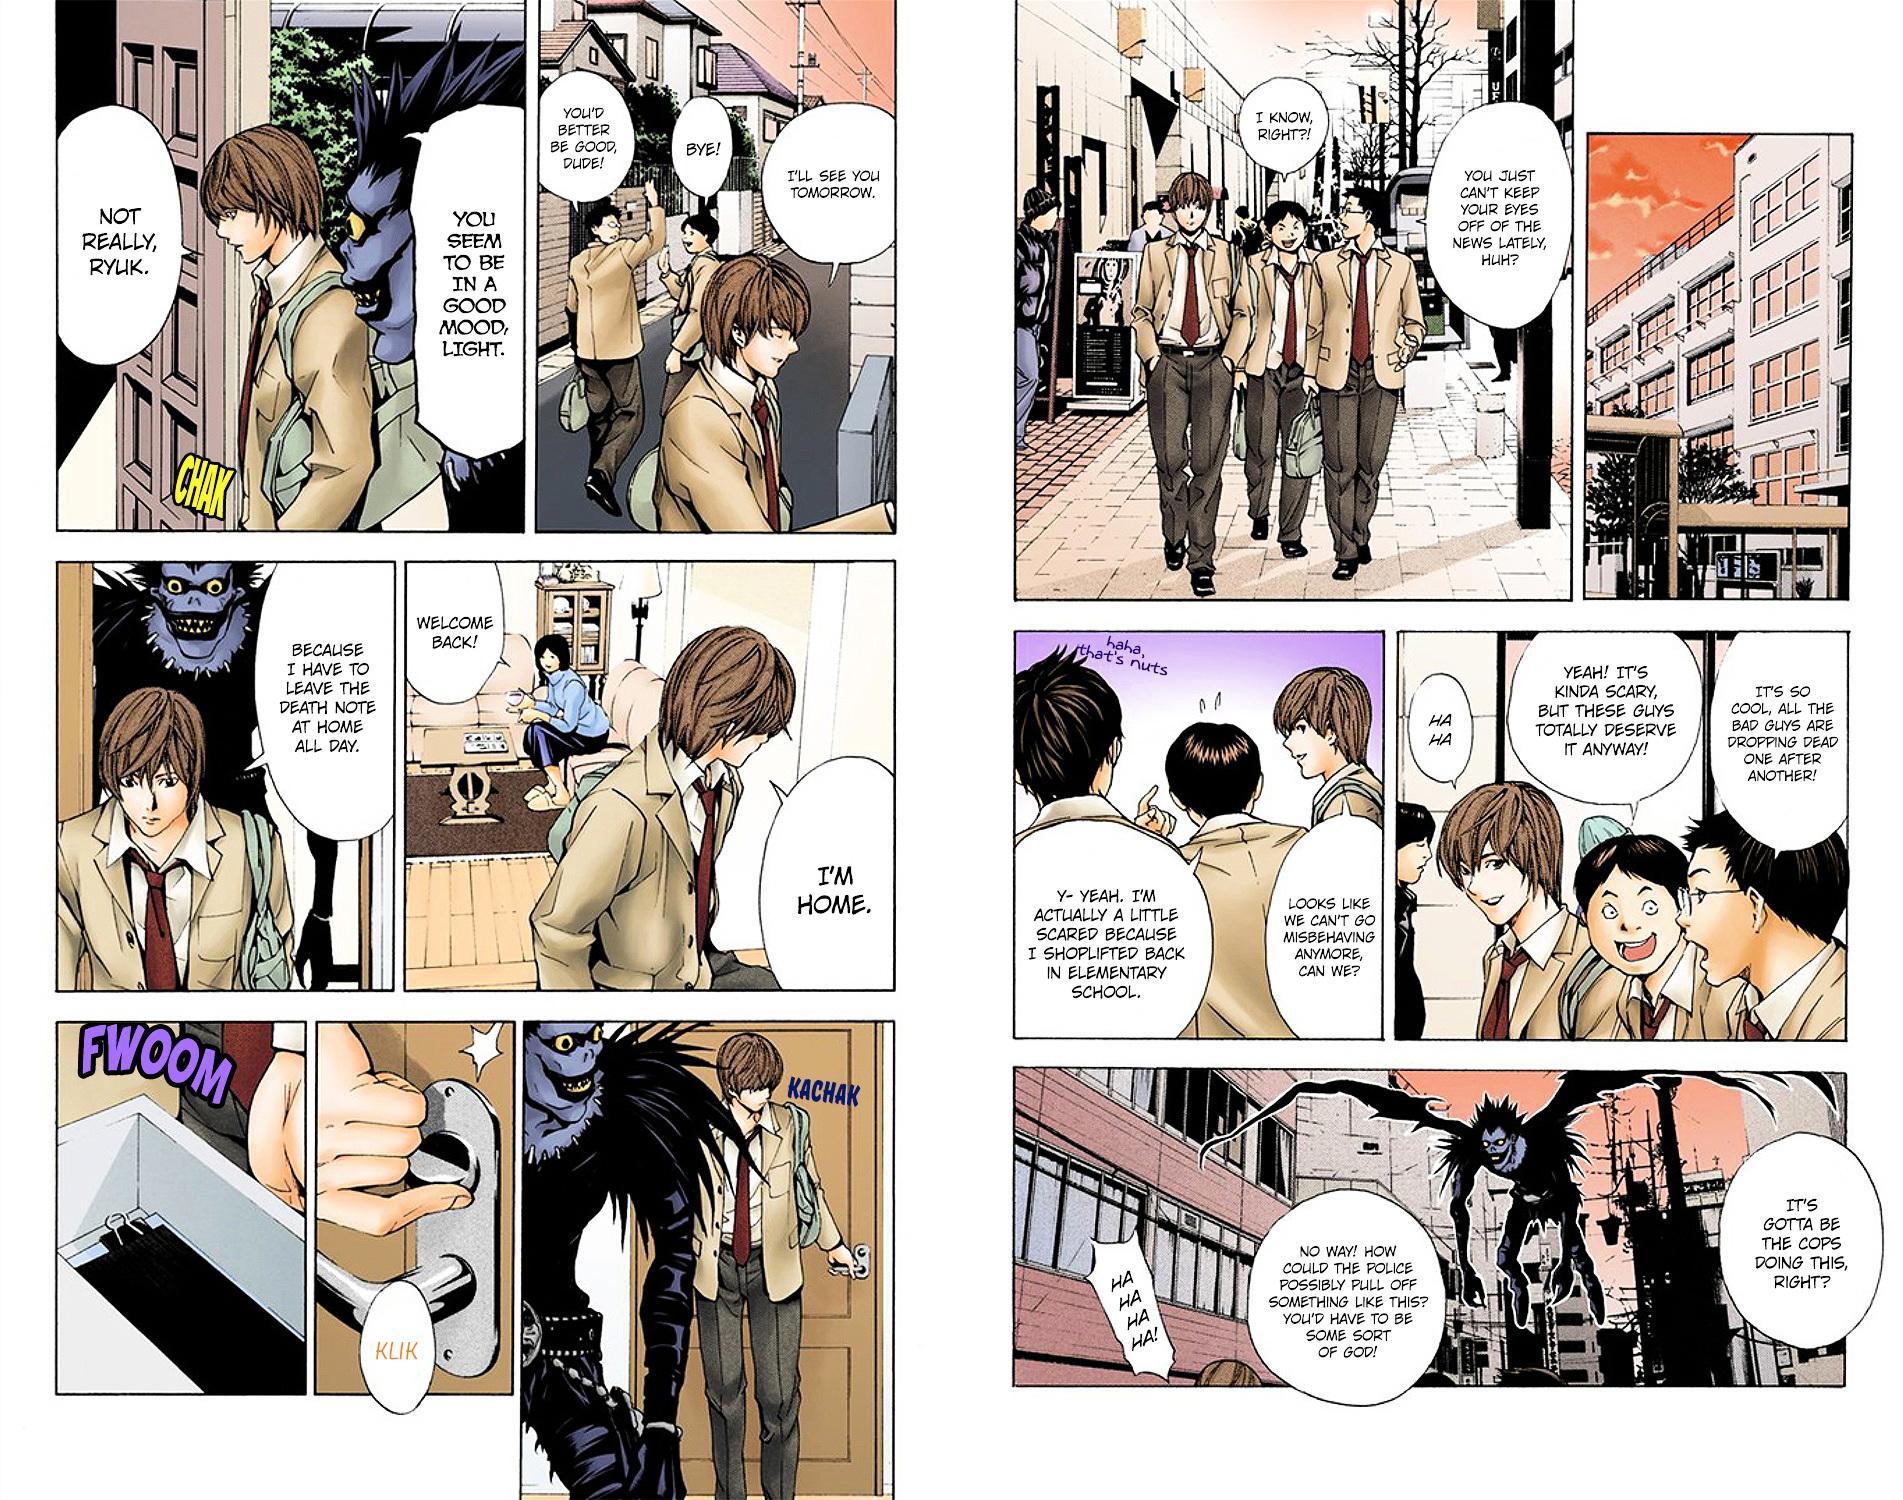 YOU JUST
CAN'T KEEP
YOUR EYES
OFF OF THE
NEWS LATELY,
HUH?
I KNOW,
RIGHT?!
IT'S SO
COOL, ALL THE
BAD GUYS ARE
DROPPING DEAD
ONE AFTER
ANOTHER!
YEAH! IT'S
KINDA SCARY,
BUT THESE GUYS
TOTALLY DESERVE
IT ANYWAY!
HA
HA
haha,
that's nuts
LOOKS LIKE
WE CAN'T GO
MISBEHAVING
ANYMORE,
CAN WE?
Y- YEAH. I'M
ACTUALLY A LITTLE
SCARED BECAUSE
I SHOPLIFTED BACK
IN ELEMENTARY
SCHOOL.
IT'S
GOTTA BE
THE COPS
DOING THIS,
RIGHT?
NO WAY! HOW
COULD THE POLICE
POSSIBLY PULL OFF
SOMETHING LIKE THIS?
YOU'D HAVE TO BE
SOME SORT
OF GOD!
HA
HA
HA
HA!
I'LL SEE YOU
TOMORROW.
BYE!
YOU'D
BETTER
BE GOOD,
DUDE!
YOU
SEEM
TO BE
IN A
GOOD
MOOD,
LIGHT.
NOT
REALLY,
RYUK.
CHAK
WELCOME
BACK!
I'M
HOME.
BECAUSE
I HAVE TO
LEAVE THE
DEATH NOTE
AT HOME
ALL DAY.
KACHAK
KLIK
FWOOM